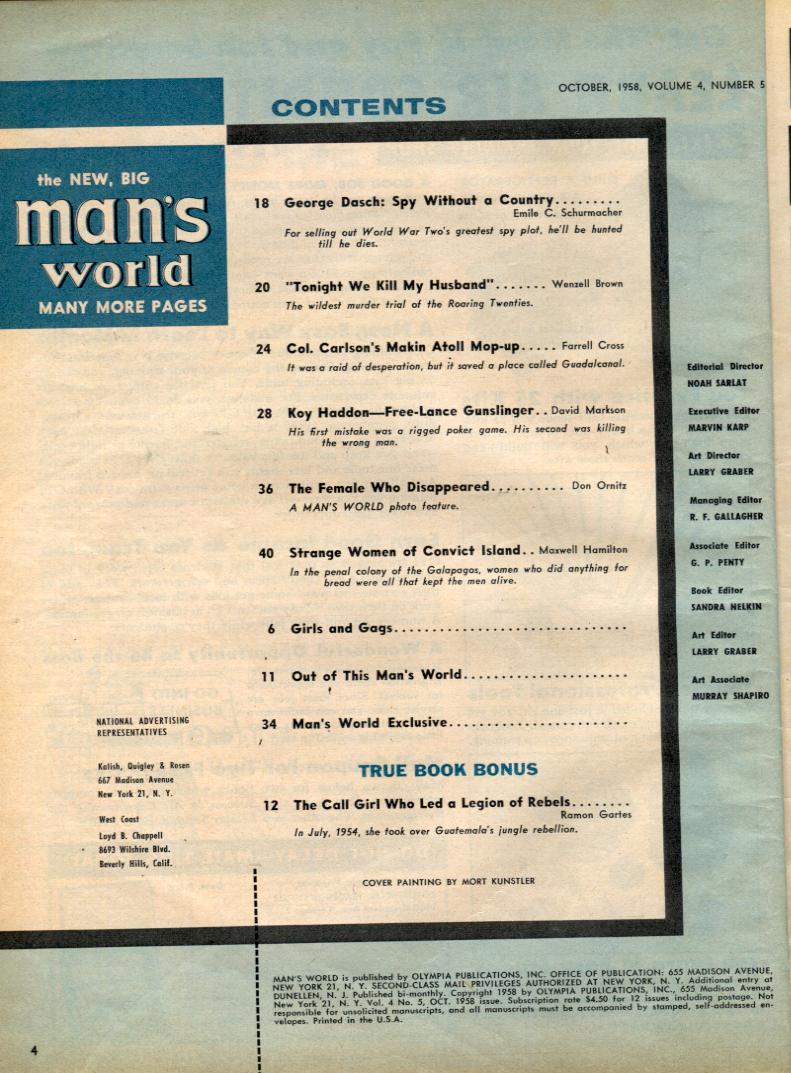 OCTOBER, 1958, VOLUME 4, NUMBER 5
CONTENTS
the NEW, BIG
man's
world
MANY MORE PAGES
18 George Dasch: Spy Without a Country.........
Emile C. Schurmacher
For selling out World War Two's greatest spy plot, he'll be hunted
till he dies.
20 "Tonight We Kill My Husband"....... Wenzell Brown
The wildest murder trial of the Roaring Twenties.
24 Col. Carlson's Makin Atoll Mop-up..... Farrell Cross
It was a raid of desperation, but it saved a place called Guadalcanal.
28 Koy Haddon—Free-Lance Gunslinger.. David Markson
His first mistake was a rigged poker game. His second was killing
the wrong man.
36 The Female Who Disappeared.......... Don Ornitz
A MAN'S WORLD photo feature.
40 Strange Women of Convict Island.. Maxwell Hamilton
In the penal colony of the Galapagos, women who did anything for
bread were all that kept the men alive.
6 Girls and Gags..............................
11 Out of This Man's World.....................
34 Man's World Exclusive.......................
TRUE BOOK BONUS
12 The Call Girl Who Led a Legion of Rebels........
Ramon Gartes
In July, 1954, she took over Guatemala's jungle rebellion.
COVER PAINTING BY MORT KUNSTLER
Editorial Director
NOAH SARLAT
Executive Editor
MARVIN KARP
Art Director
LARRY GRABER
Managing Editor
R. F. GALLAGHER
Associate Editor
G. P. PENTY
Book Editor
SANDRA NELKIN
Art Editor
LARRY GRABER
Art Associate
MURRAY SHAPIRO
NATIONAL ADVERTISING
REPRESENTATIVES
Kalish, Quigley & Rosen
667 Madison Avenue
New York 21, N. Y.
West Coast
Loyd B. Chappell
8693 Wilshire Blvd.
Beverly Hills, Calif.
MAN'S WORLD is published by OLYMPIA PUBLICATIONS, INC. OFFICE OF PUBLICATION: 655 MADISON AVENUE,
NEW YORK 21, N. Y. SECOND-CLASS MAIL PRIVILEGES AUTHORIZED AT NEW YORK, N. Y. Additional entry at
DUNELLEN, N. J. Published bi-monthly. Copyright 1958 by OLYMPIA PUBLICATIONS, INC., 655 Madison Avenue,
New York 21, N. Y. Vol. 4 No. 5, OCT. 1958 issue. Subscription rate $4.50 for 12 issues including postage. Not
responsible for unsolicited manuscripts, and all manuscripts must be accompanied by stamped, self-addressed en-
velopes. Printed in the U.S.A.
4